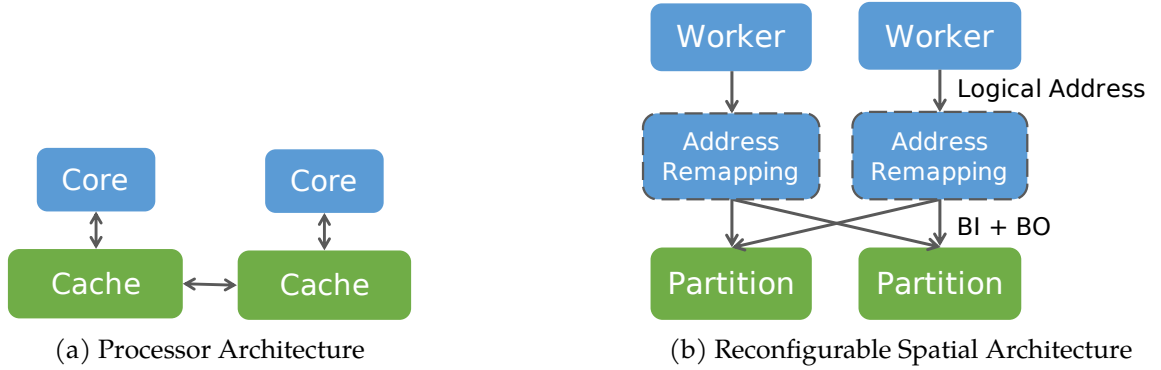 Core
Core
Cache
Cache
(a) Processor Architecture
Worker
Worker
Logical Address
Address
Remapping
Address
Remapping
BI + BO
Partition
Partition
(b) Reconfigurable Spatial Architecture